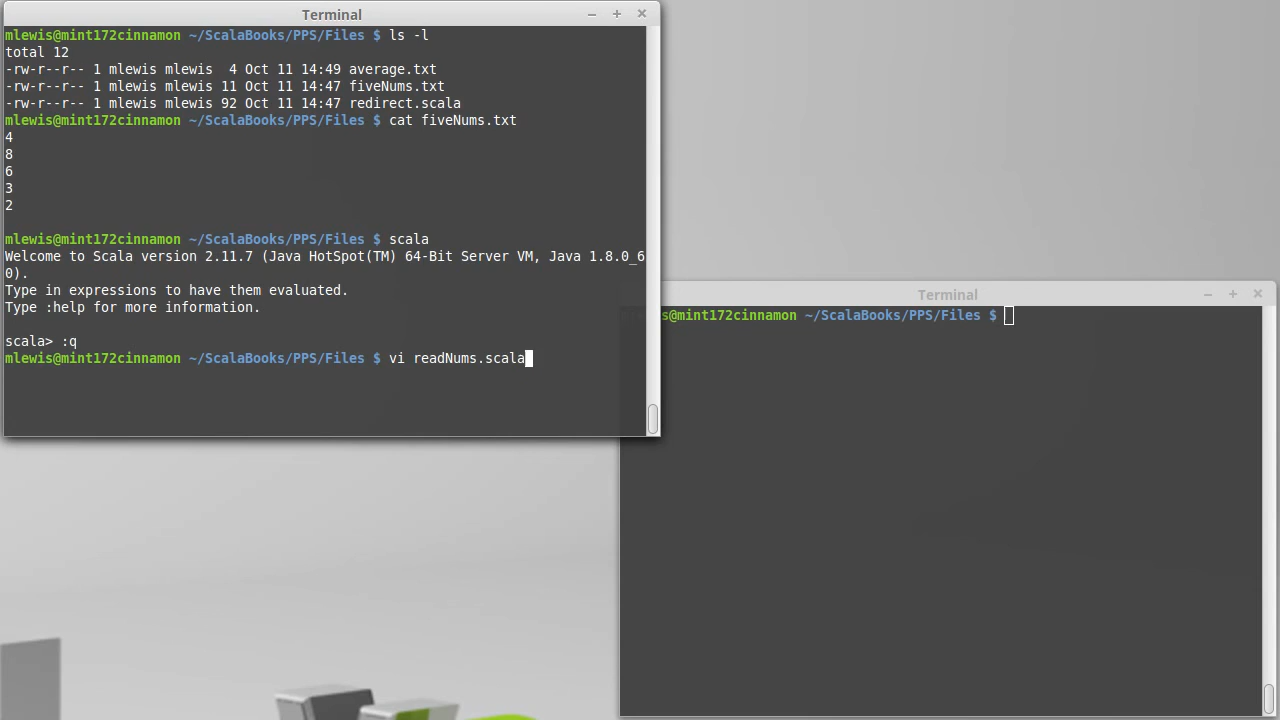 Terminal
mlewis@mint172cinnamon ~/ScalaBooks/PPS/Files $ ls -l
total 12
-rw-r--r-- 1 mlewis mlewis  4 Oct 11 14:49 average.txt
-rw-r--r-- 1 mlewis mlewis 11 Oct 11 14:47 fiveNums.txt
-rw-r--r-- 1 mlewis mlewis 92 Oct 11 14:47 redirect.scala
mlewis@mint172cinnamon ~/ScalaBooks/PPS/Files $ cat fiveNums.txt
4
8
6
3
2
mlewis@mint172cinnamon ~/ScalaBooks/PPS/Files $ scala
Welcome to Scala version 2.11.7 (Java HotSpot(TM) 64-Bit Server VM, Java 1.8.0_6
0).
Type in expressions to have them evaluated.
Type :help for more information.
scala> :q
mlewis@mint172cinnamon ~/ScalaBooks/PPS/Files $ vi readNums.scala
Terminal
s@mint172cinnamon ~/ScalaBooks/PPS/Files $